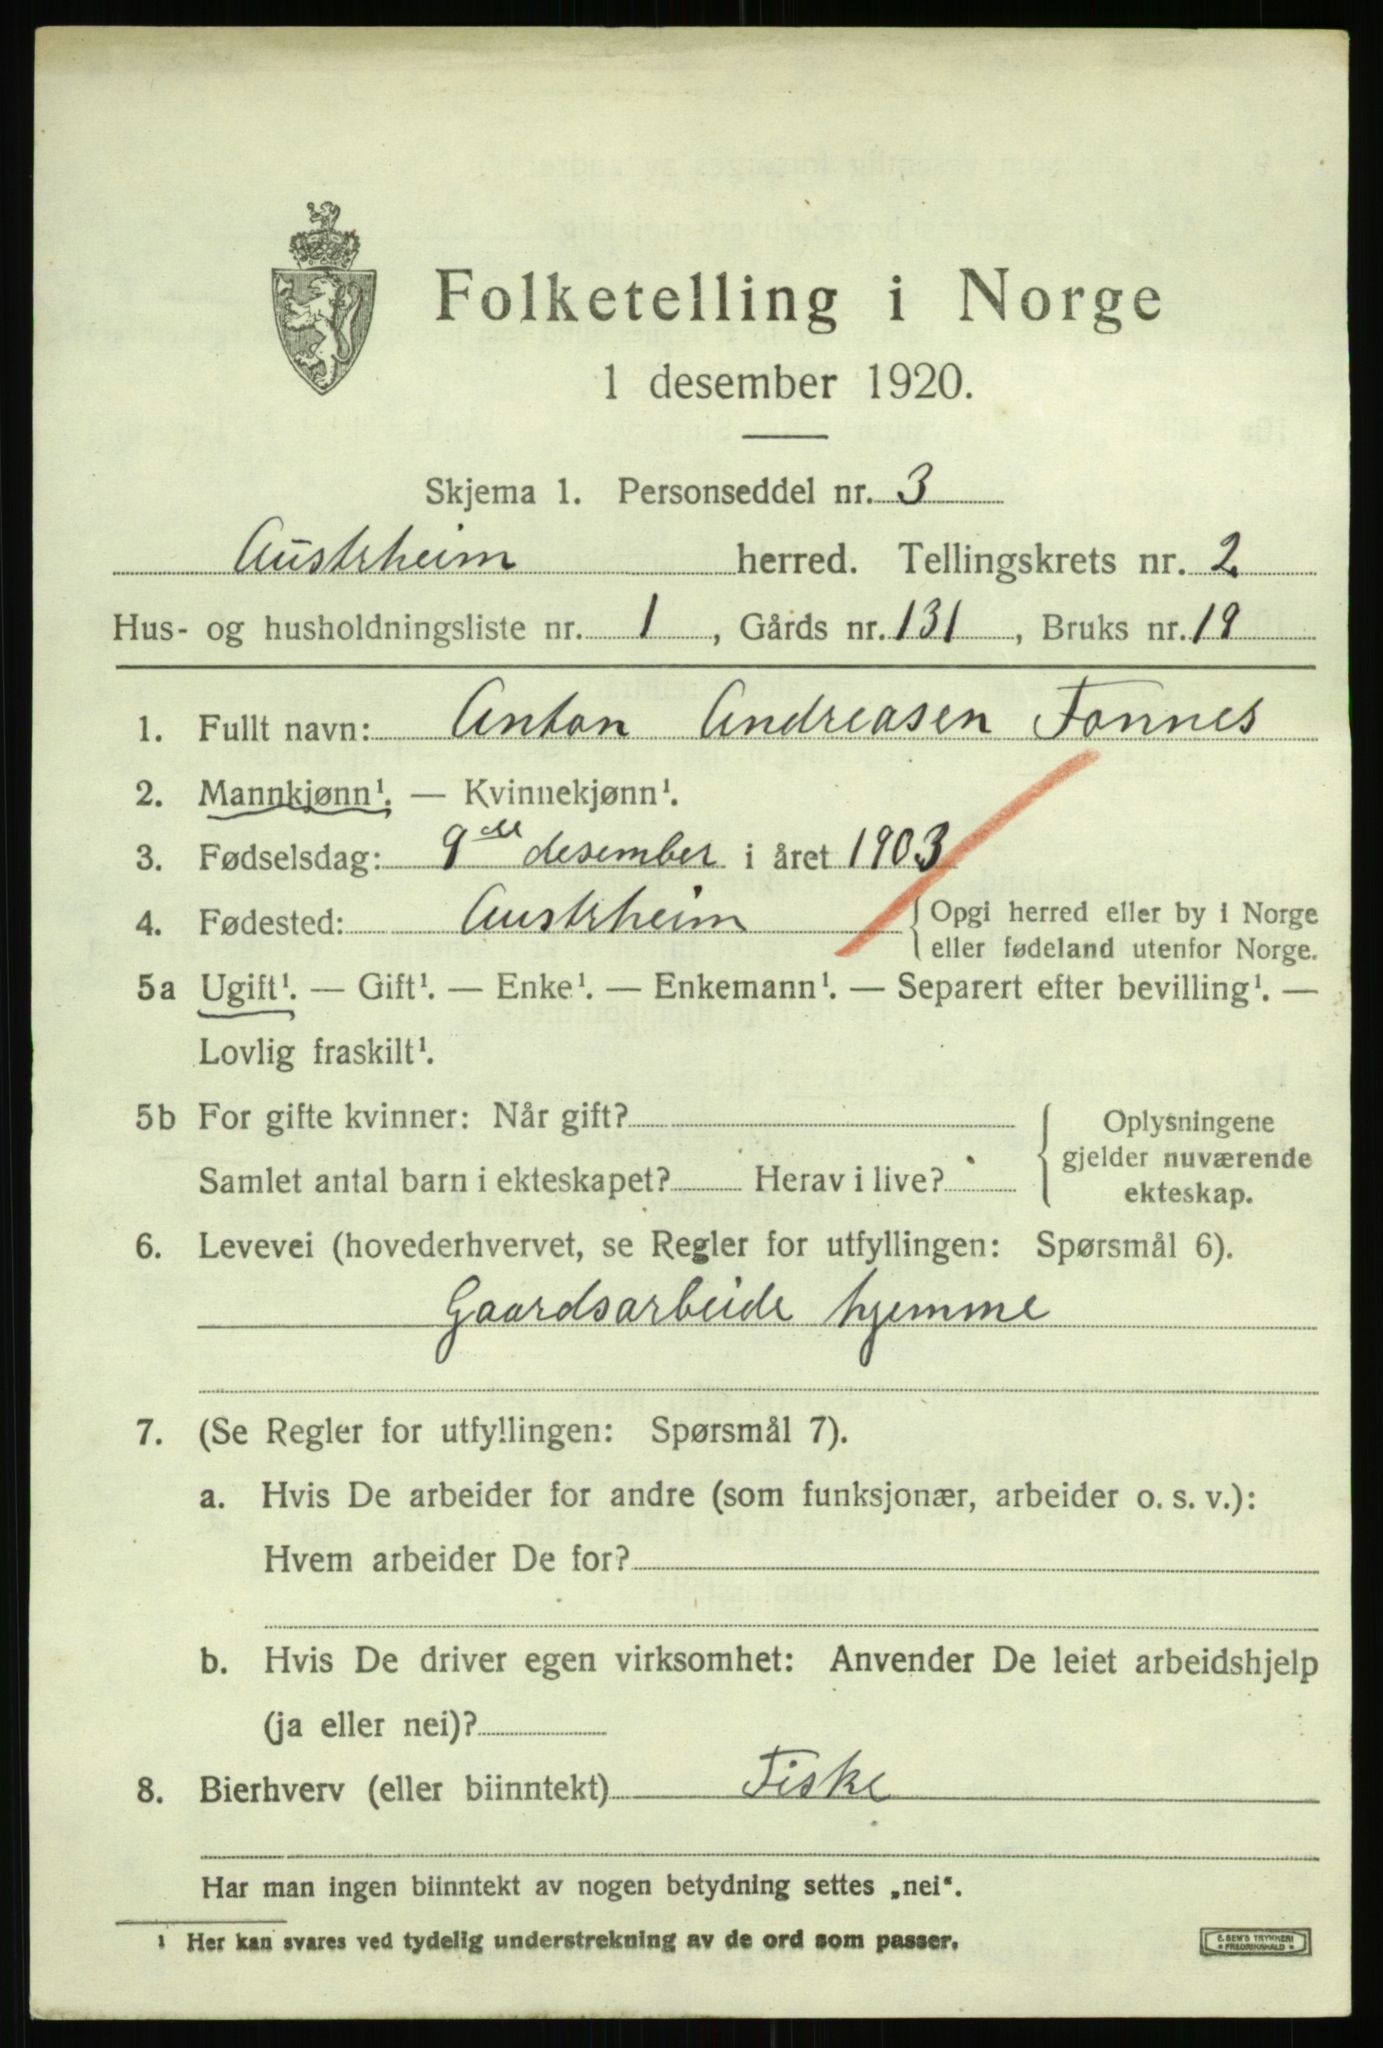 Folketelling i Norge
1 desember 1920.
Skjema 1. Personseddel nr. 3
Austrheim herred. Tellingskrets nr. 2
Hus- og husholdningsliste nr. 1, Gårds nr. 131, Bruks nr. 19
1. Fullt navn: Anton Andreasen Fonnes
2. Mannkjønn¹. — Kvinnekjønn¹.
3. Fødselsdag: 9de desember i året 1903
4. Fødested: Austrheim { Opgi herred eller by i Norge
eller fødeland utenfor Norge.
5a Ugift¹. — Gift¹. — Enke¹. — Enkemann¹. — Separert efter bevilling¹. —
Lovlig fraskilt¹.
5b For gifte kvinner: Når gift? { Oplysningene
gjelder nuværende
Samlet antal barn i ekteskapet? Herav i live? ekteskap.
6. Levevei (hovederhvervet, se Regler for utfyllingen: Spørsmål 6).
Gaardsarbeide hjemme
7. (Se Regler for utfyllingen: Spørsmål 7).
a. Hvis De arbeider for andre (som funksjonær, arbeider o. s. v.):
Hvem arbeider De for?
b. Hvis De driver egen virksomhet: Anvender De leiet arbeidshjelp
(ja eller nei)?
8. Bierhverv (eller biinntekt) Fiske
Har man ingen biinntekt av nogen betydning settes „nei“.
¹ Her kan svares ved tydelig understrekning av de ord som passer.
E. SEM'S TRYKKERI
* FREDRIKSHALD *